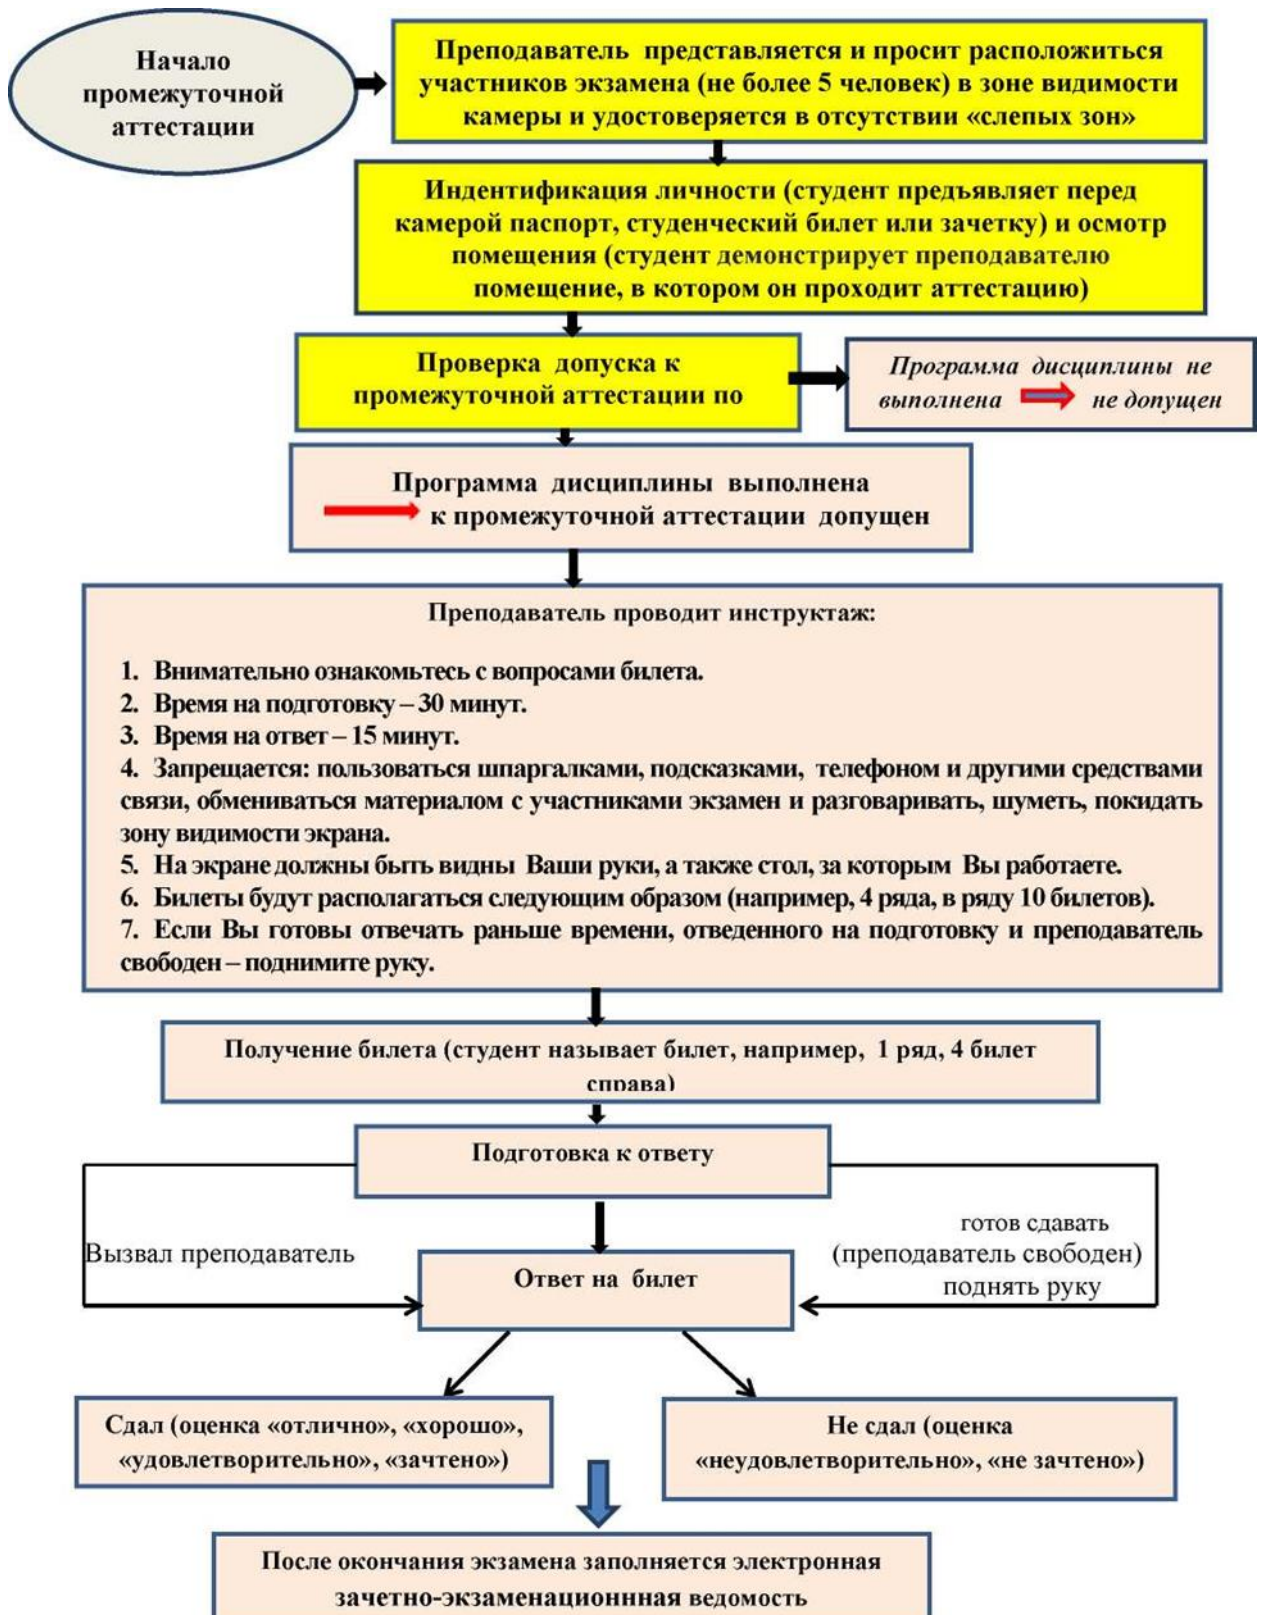 Начало
промежуточной
аттестации
Преподаватель представляется и просит расположиться
участников экзамена (не более 5 человек) в зоне видимости
камеры и удостоверяется в отсутствии «слепых зон»
Индентификация личности (студент предъявляет перед
камерой паспорт, студенческий билет или зачетку) и осмотр
помещения (студент демонстрирует преподавателю
помещение, в котором он проходит аттестацию)
Проверка допуска к
промежуточной аттестации по
Программа дисциплины не
выполнена не допущен
Программа дисциплины выполнена
к промежуточной аттестации допущен
Преподаватель проводит инструктаж:
1. Внимательно ознакомьтесь с вопросами билета.
2. Время на подготовку – 30 минут.
3. Время на ответ – 15 минут.
4. Запрещается: пользоваться шпаргалками, подсказками, телефоном и другими средствами
связи, обмениваться материалом с участниками экзамен и разговаривать, шуметь, покидать
зону видимости экрана.
5. На экране должны быть видны Ваши руки, а также стол, за которым Вы работаете.
6. Билеты будут располагаться следующим образом (например, 4 ряда, в ряду 10 билетов).
7. Если Вы готовы отвечать раньше времени, отведенного на подготовку и преподаватель
свободен – поднимите руку.
Получение билета (студент называет билет, например, 1 ряд, 4 билет
справа)
Подготовка к ответу
Вызвал преподаватель
готов сдавать
(преподаватель свободен)
поднять руку
Ответ на билет
Сдал (оценка «отлично», «хорошо»,
«удовлетворительно», «зачтено»)
Не сдал (оценка
«неудовлетворительно», «не зачтено»)
После окончания экзамена заполняется электронная
зачетно-экзаменационнная ведомость